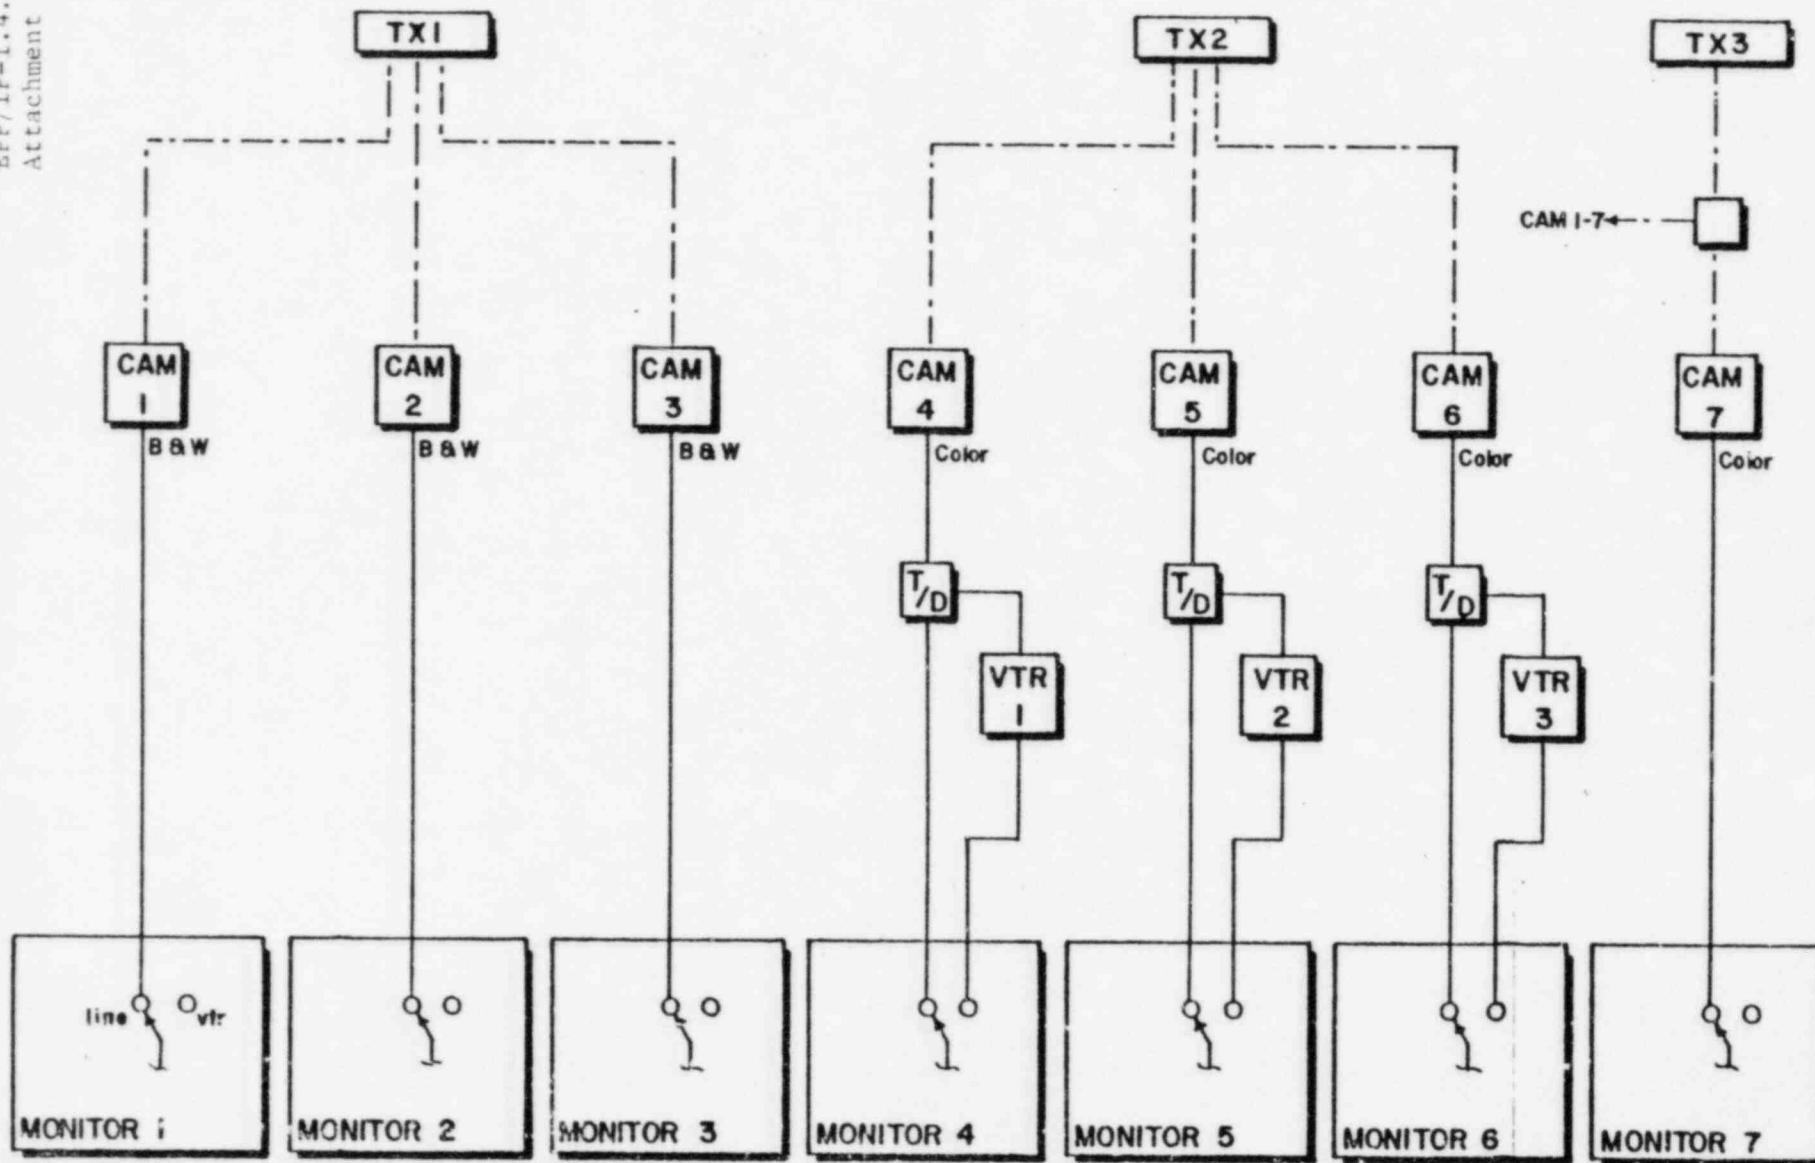 Attachment
TX1
TX2
TX3
CAM 1-7
CAM
1
B & W
CAM
2
B & W
CAM
3
B & W
CAM
4
Color
CAM
5
Color
CAM
6
Color
CAM
7
Color
T/D
T/D
T/D
VTR
1
VTR
2
VTR
3
line
vtr
MONITOR 1
MONITOR 2
MONITOR 3
MONITOR 4
MONITOR 5
MONITOR 6
MONITOR 7